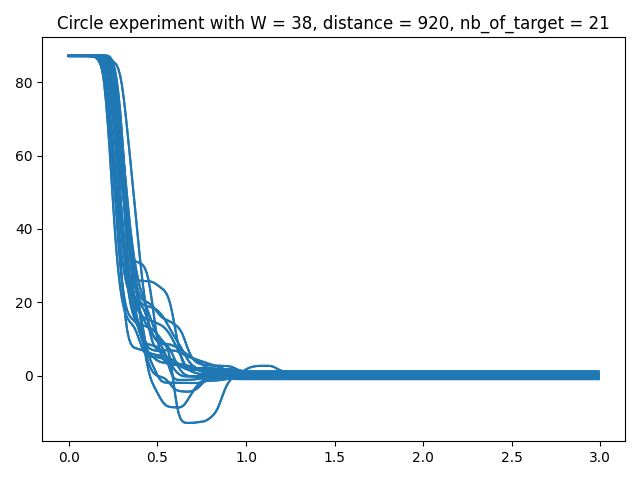 Circle experiment with W = 38, distance = 920, nb_of_target = 21
80
60
40
20
0
0.0 0.5 1.0 1.5 2.0 2.5 3.0